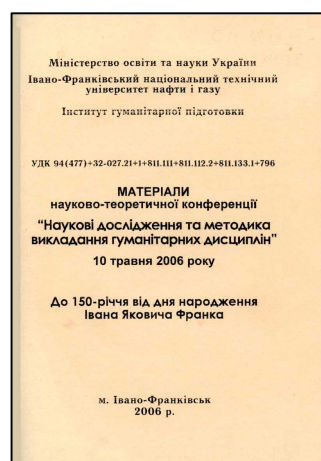 Міністерство освіти та науки України
Івано-Франківський національний технічний
університет нафти і газу
Інститут гуманітарної підготовки
УДК 94(477)+32-027.21+1+811.111+811.112.2+811.133.1+796
МАТЕРІАЛИ
науково-теоретичної конференції
“Наукові дослідження та методика
викладання гуманітарних дисциплін”
10 травня 2006 року
До 150-річчя від дня народження
Івана Яковича Франка
м. Івано-Франківськ
2006 р.